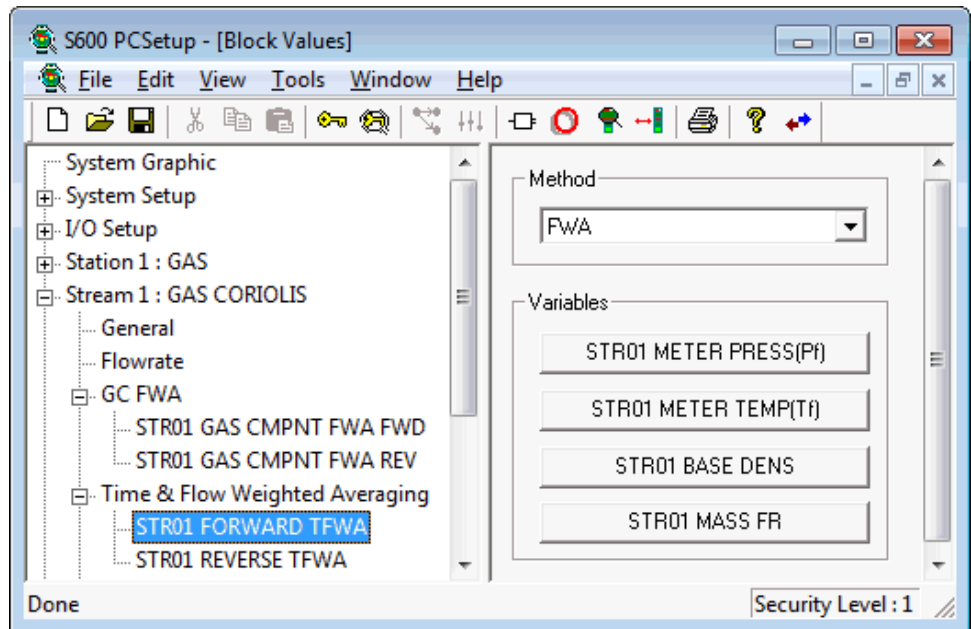 S600 PCSetup - [Block Values]
File Edit View Tools Window Help
System Graphic
System Setup
I/O Setup
Station 1 : GAS
Stream 1 : GAS CORIOLIS
General
Flowrate
GC FWA
STR01 GAS CMPNT FWA FWD
STR01 GAS CMPNT FWA REV
Time & Flow Weighted Averaging
STR01 FORWARD TFWA
STR01 REVERSE TFWA
Method
FWA
Variables
STR01 METER PRESS(Pf)
STR01 METER TEMP(Tf)
STR01 BASE DENS
STR01 MASS FR
Done
Security Level : 1